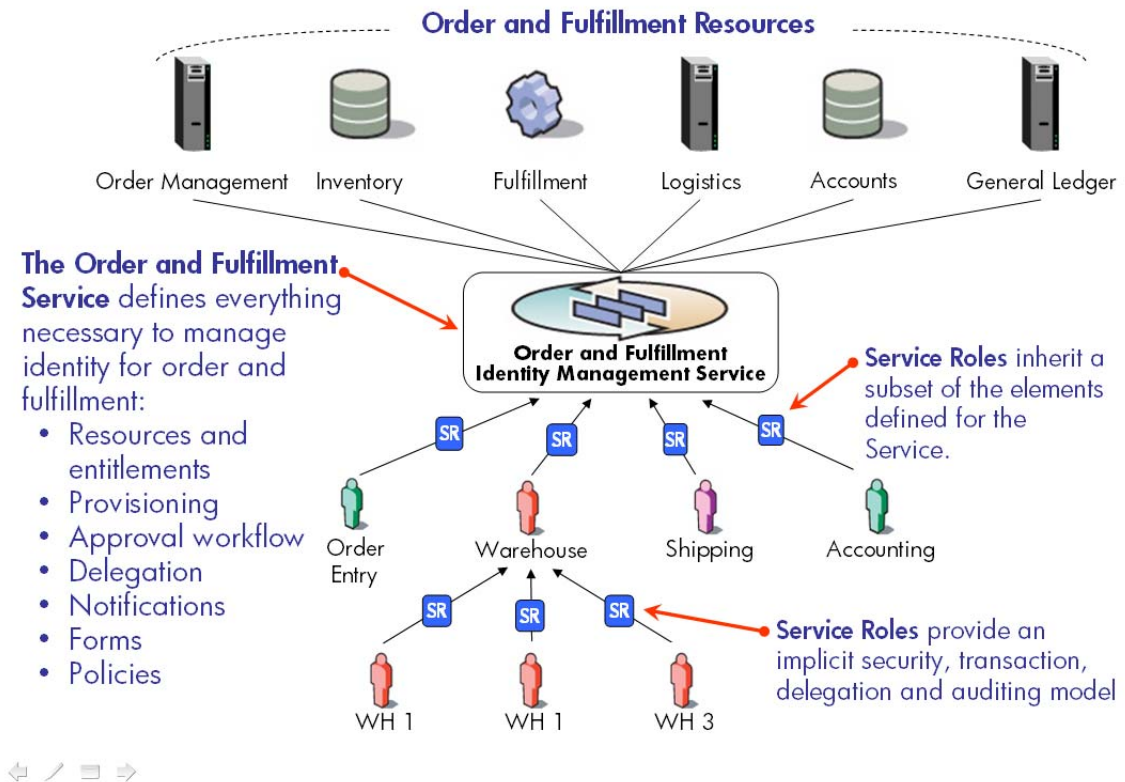 Order and Fulfillment Resources
Order Management
Inventory
Fulfillment
Logistics
Accounts
General Ledger
The Order and Fulfillment
Service defines everything
necessary to manage
identity for order and
fulfillment:
• Resources and
entitlements
• Provisioning
• Approval workflow
• Delegation
• Notifications
• Forms
• Policies
Order and Fulfillment
Identity Management Service
Service Roles inherit a
subset of the elements
defined for the
Service.
SR
SR
SR
SR
Order
Entry
Warehouse
Shipping
Accounting
SR
SR
SR
Service Roles provide an
implicit security, transaction,
delegation and auditing model
WH 1
WH 1
WH 3